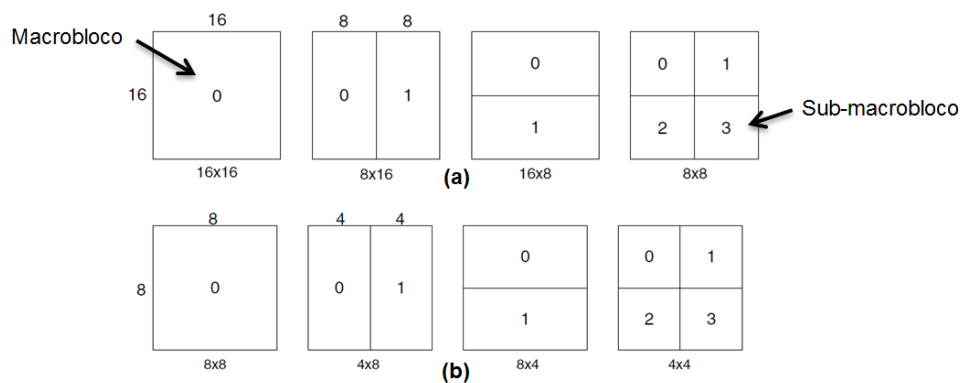 16 8 8
Macrobloco
16 0 0 1 0 1 0 1 2 3
Sub-macrobloco
16x16 8x16 16x8 8x8
(a)
8 4 4
8 0 0 1 0 1 0 1 2 3
8x8 4x8 8x4 4x4
(b)